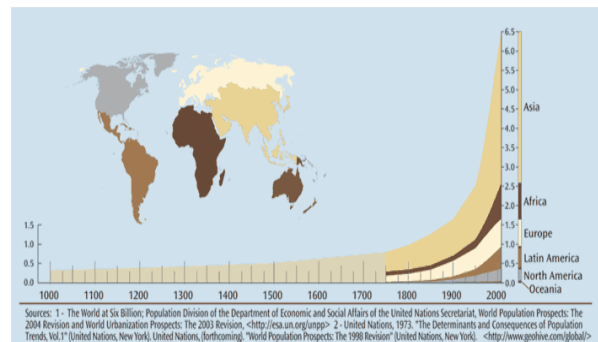 6.5
6.0
5.5
5.0
4.5
4.0
3.5
3.0
2.5
2.0
1.5
1.0
0.5
0.0
Asia
Africa
Europe
Latin America
North America
Oceania
1.5
1.0
0.5
0.0
1000 1100 1200 1300 1400 1500 1600 1700 1800 1900 2000
Sources: 1 - The World at Six Billion; Population Division of the Department of Economic and Social Affairs of the United Nations Secretariat, World Population Prospects: The
2004 Revision and World Urbanization Prospects: The 2003 Revision, <http://esa.un.org/unpp> 2 - United Nations, 1973. "The Determinants and Consequences of Population
Trends, Vol.1" (United Nations, New York). United Nations, (forthcoming). "World Population Prospects: The 1998 Revision" (United Nations, New York). <http://www.geohive.com/global/>